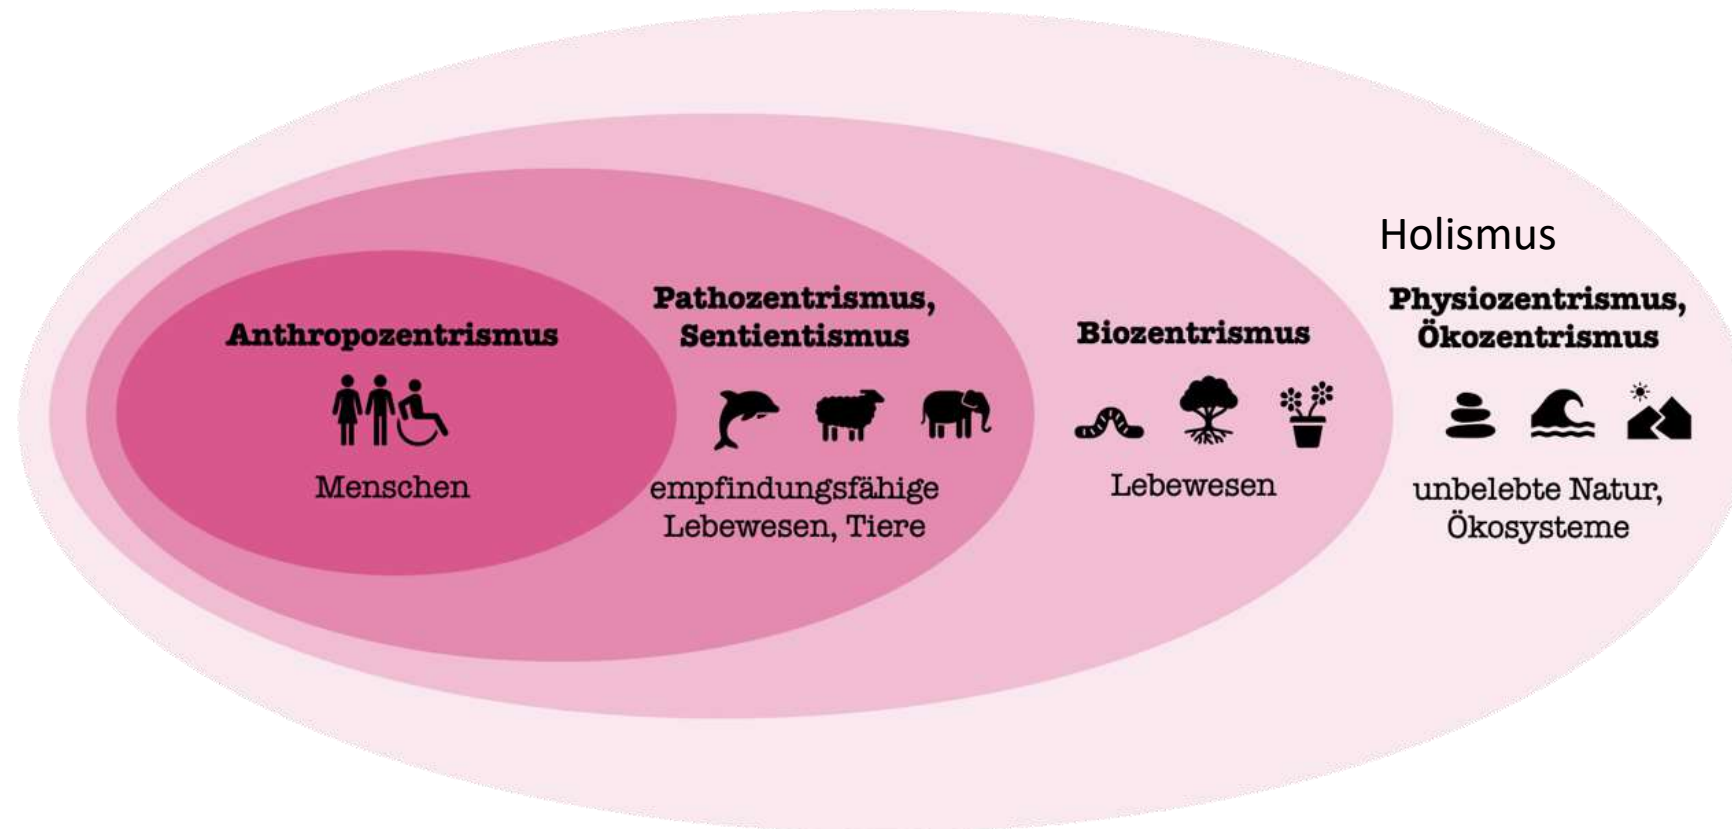 Anthropozentrismus
Menschen
Pathozentrismus,
Sentientismus
empfindungsfähige
Lebewesen, Tiere
Biozentrismus
Lebewesen
Holismus
Physiozentrismus,
Ökozentrismus
unbelebte Natur,
Ökosysteme